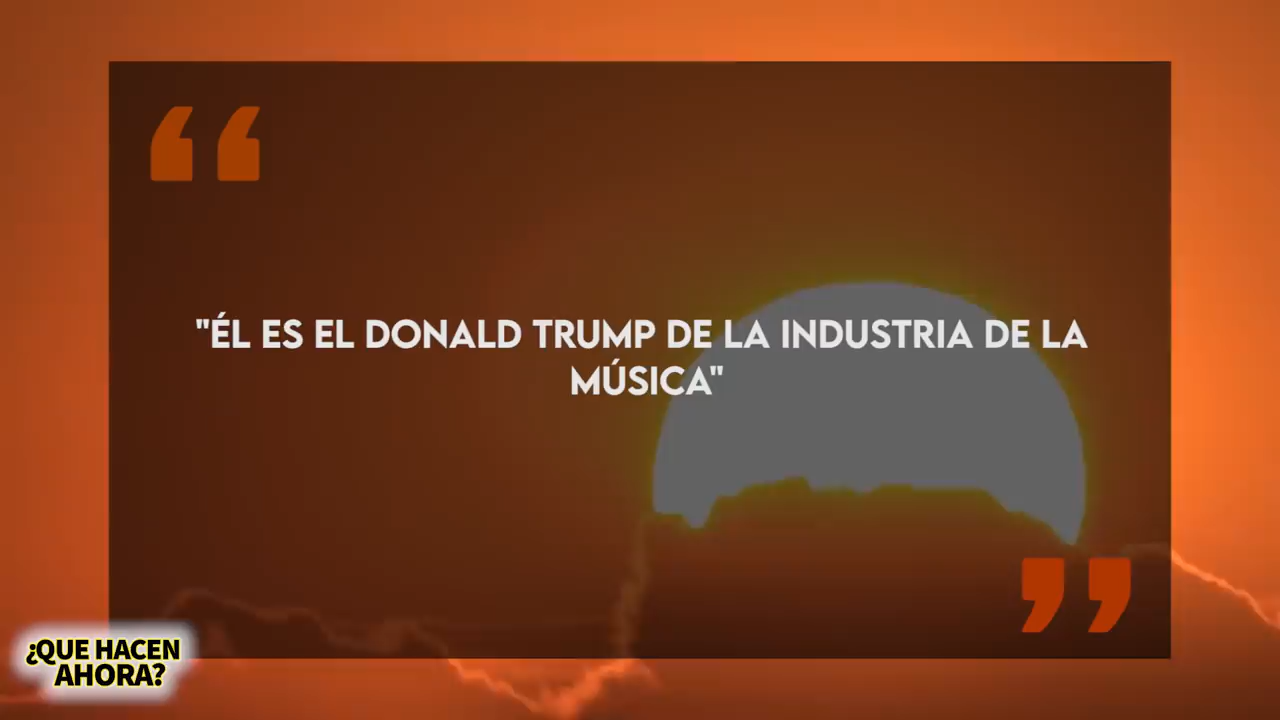 "ÉL ES EL DONALD TRUMP DE LA INDUSTRIA DE LA
MÚSICA"
¿QUE HACEN
AHORA?